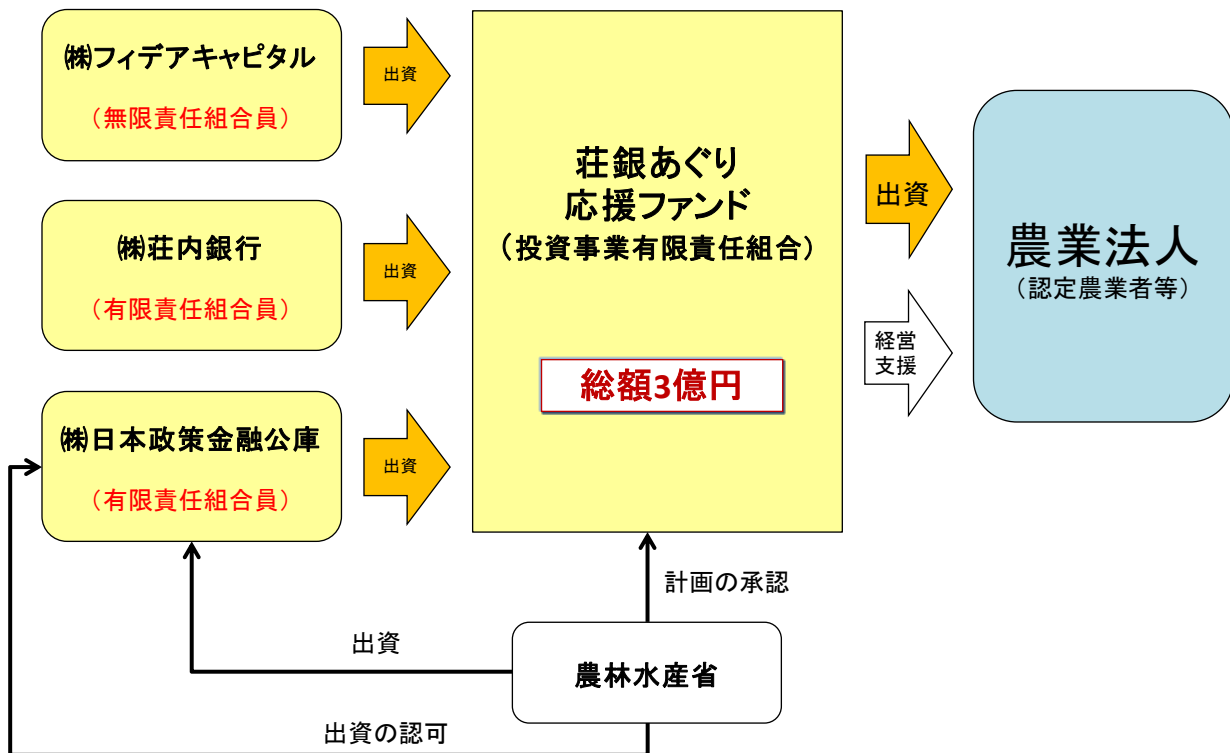 ㈱フィデアキャピタル
（無限責任組合員）
出資
㈱荘内銀行
（有限責任組合員）
出資
㈱日本政策金融公庫
（有限責任組合員）
出資
荘銀あぐり
応援ファンド
（投資事業有限責任組合）
総額3億円
出資
経営
支援
農業法人
（認定農業者等）
計画の承認
出資
農林水産省
出資の認可